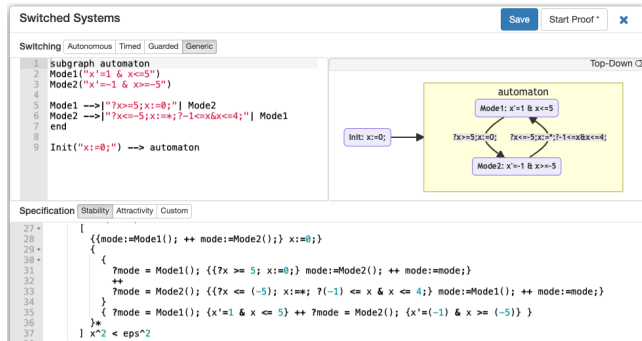 Switched Systems
Save
Start Proof
Switching Autonomous Timed Guarded Generic
1 subgraph automaton
2 Mode1("x'=1 & x<=5")
3 Mode2("x'=-1 & x>=-5")
4
5 Mode1 -->|"?x>=5;x:=0;"| Mode2
6 Mode2 -->|"?x<=-5;x:=*;?-1<=x&x<=4;"| Mode1
7 end
8
9 Init("x:=0;") --> automaton
Top-Down
automaton
Mode1: x'=1 & x<=5
Init: x:=0;
?x>=5;x:=0;
?x<=-5;x:=*;?-1<=x&x<=4;
Mode2: x'=-1 & x>=-5
Specification Stability Attractivity Custom
27 [
28 {{mode:=Mode1(); ++ mode:=Mode2();} x:=0;}
29 {
30 {
31 ?mode = Mode1(); {{?x >= 5; x:=0;} mode:=Mode2(); ++ mode:=mode;}
32 ++
33 ?mode = Mode2(); {{?x <= (-5); x:=*; ?(-1) <= x & x <= 4;} mode:=Mode1(); ++ mode:=mode;}
34 }
35 { ?mode = Mode1(); {x'=1 & x <= 5} ++ ?mode = Mode2(); {x'=(-1) & x >= (-5)} }
36 }*
37 ] x^2 < eps^2